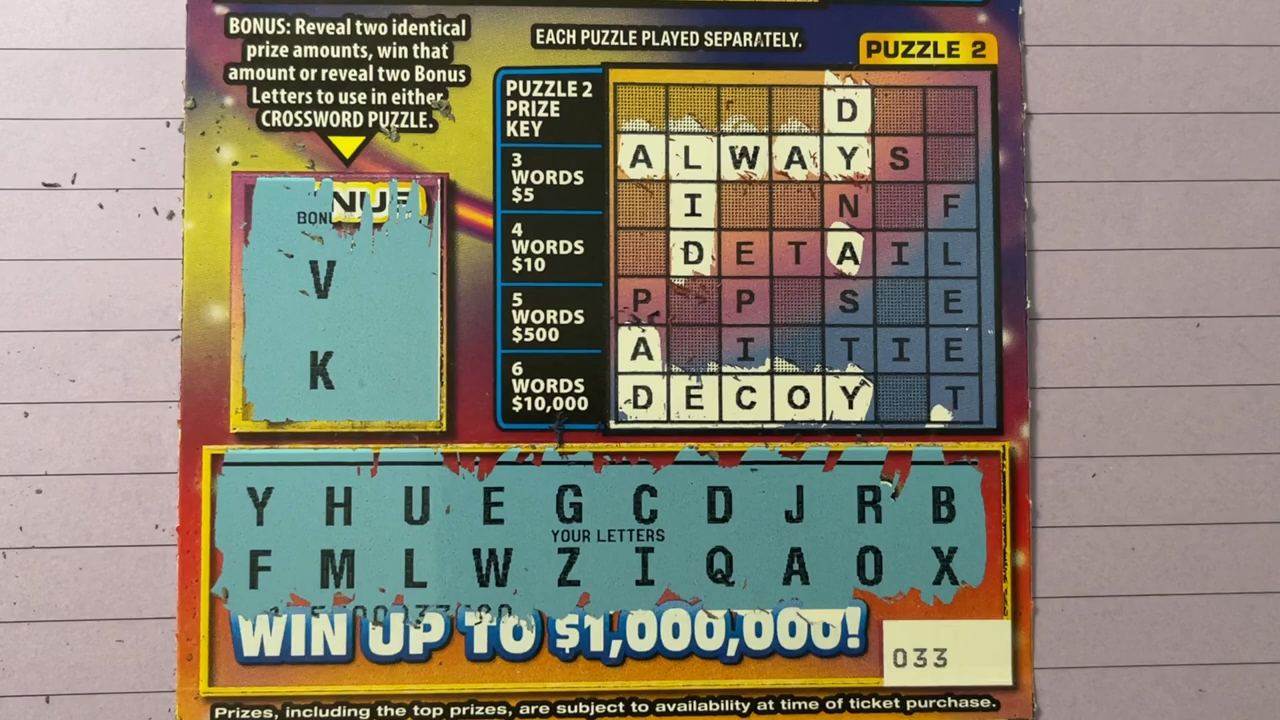 BONUS: Reveal two identical
prize amounts, win that
amount or reveal two Bonus
Letters to use in either
CROSSWORD PUZZLE.
EACH PUZZLE PLAYED SEPARATELY.
PUZZLE 2
PUZZLE 2
PRIZE
KEY
3
WORDS
$5
4
WORDS
$10
5
WORDS
$500
6
WORDS
$10,000
D
A L W A Y S
I N F
D E T A I L
P P S E
A I T I E
D E C O Y T
V
K
Y H U E G C D J R B
YOUR LETTERS
F M L W Z I Q A O X
WIN UP TO $1,000,000!
033
Prizes, including the top prizes, are subject to availability at time of ticket purchase.